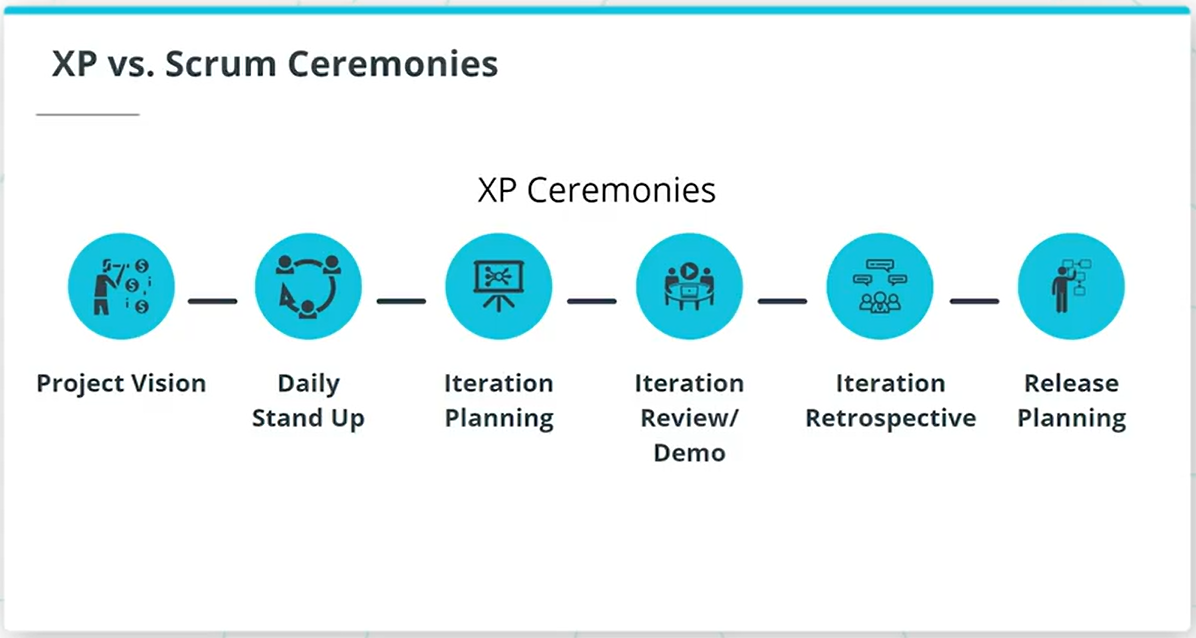 XP vs. Scrum Ceremonies
XP Ceremonies
Project Vision
Daily
Stand Up
Iteration
Planning
Iteration
Review/
Demo
Iteration
Retrospective
Release
Planning